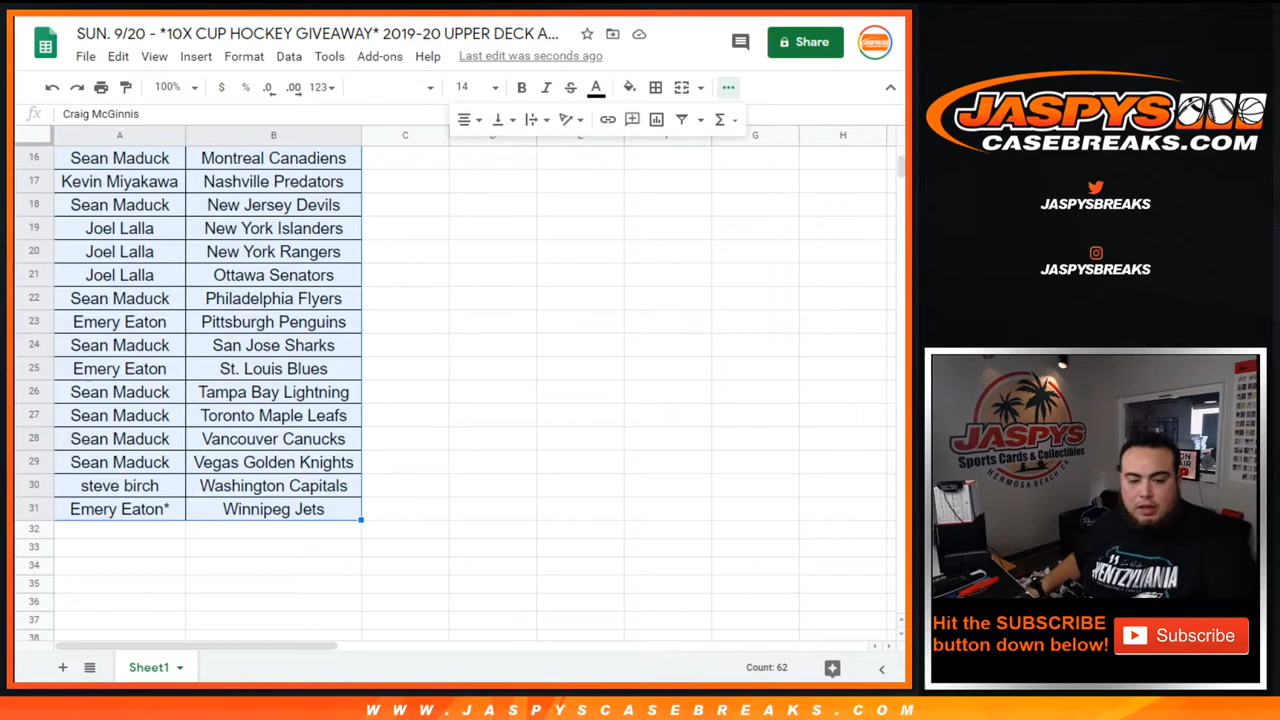 SUN. 9/20 - *10X CUP HOCKEY GIVEAWAY* 2019-20 UPPER DECK A...
File Edit View Insert Format Data Tools Add-ons Help Last edit was seconds ago
Share
100% $ % .0 .00 123 14 B I S A
fx Craig McGinnis
A B C G H
16 Sean Maduck Montreal Canadiens
17 Kevin Miyakawa Nashville Predators
18 Sean Maduck New Jersey Devils
19 Joel Lalla New York Islanders
20 Joel Lalla New York Rangers
21 Joel Lalla Ottawa Senators
22 Sean Maduck Philadelphia Flyers
23 Emery Eaton Pittsburgh Penguins
24 Sean Maduck San Jose Sharks
25 Emery Eaton St. Louis Blues
26 Sean Maduck Tampa Bay Lightning
27 Sean Maduck Toronto Maple Leafs
28 Sean Maduck Vancouver Canucks
29 Sean Maduck Vegas Golden Knights
30 steve birch Washington Capitals
31 Emery Eaton* Winnipeg Jets
32
33
34
35
36
37
38
Sheet1
Count: 62
JASPYS
CASEBREAKS.COM
JASPYSBREAKS
JASPYSBREAKS
JASPYS
Sports Cards & Collectibles
HERMOSA BEACH, CA
11
WENTZYLVANIA
Hit the SUBSCRIBE
button down below!
Subscribe
WWW.JASPYSCASEBREAKS.COM